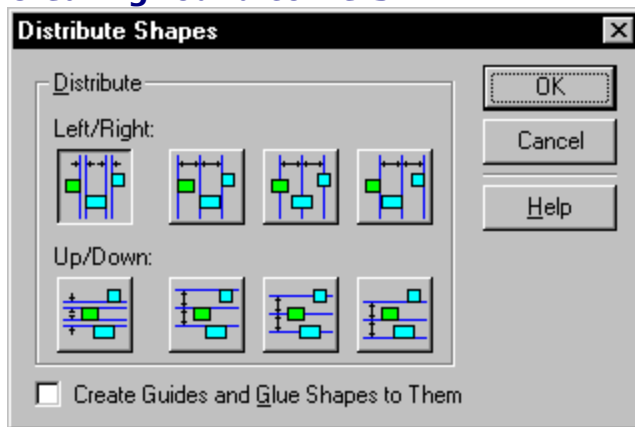 Distribute Shapes
Distribute
OK
Left/Right:
Cancel
Help
Up/Down:
Create Guides and Glue Shapes to Them